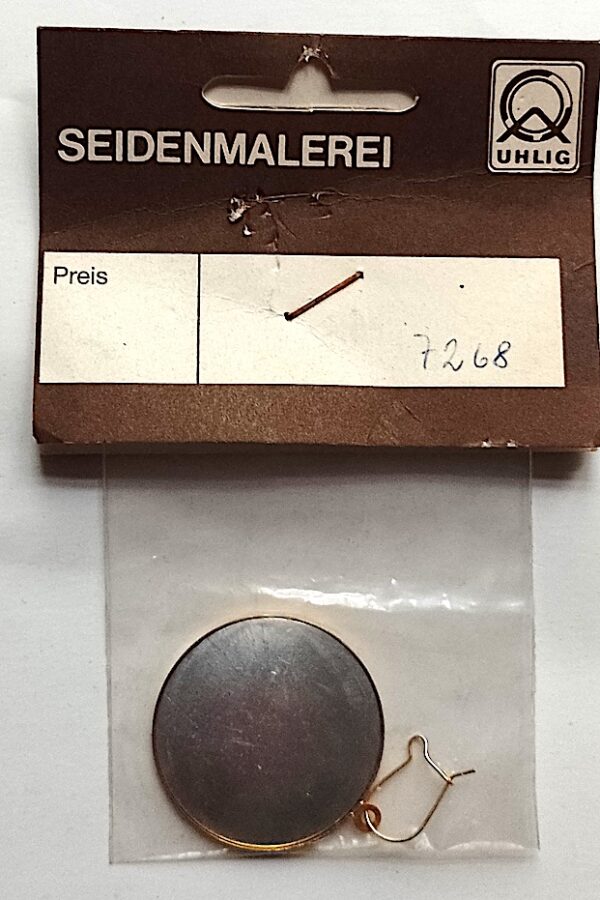 SEIDENMALEREI
UHLIG
Preis
7268